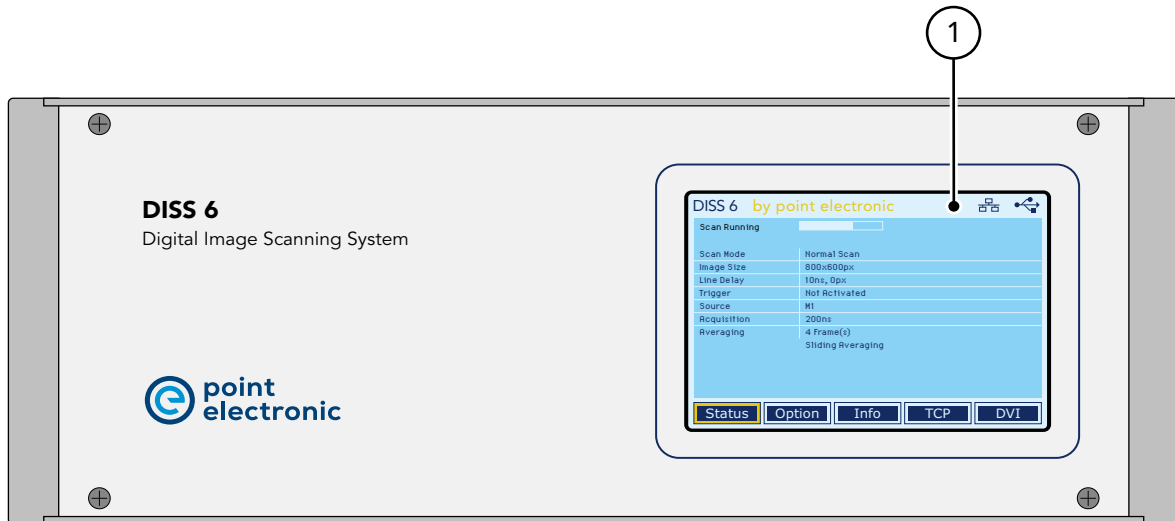 1
DISS 6
Digital Image Scanning System
point
electronic
DISS 6 by point electronic
Scan Running
Scan Mode Normal Scan
Image Size 800x600px
Line Delay 10ns, 0px
Trigger Not Activated
Source M1
Acquisition 200ns
Averaging 4 Frame(s)
Sliding Averaging
Status Option Info TCP DVI